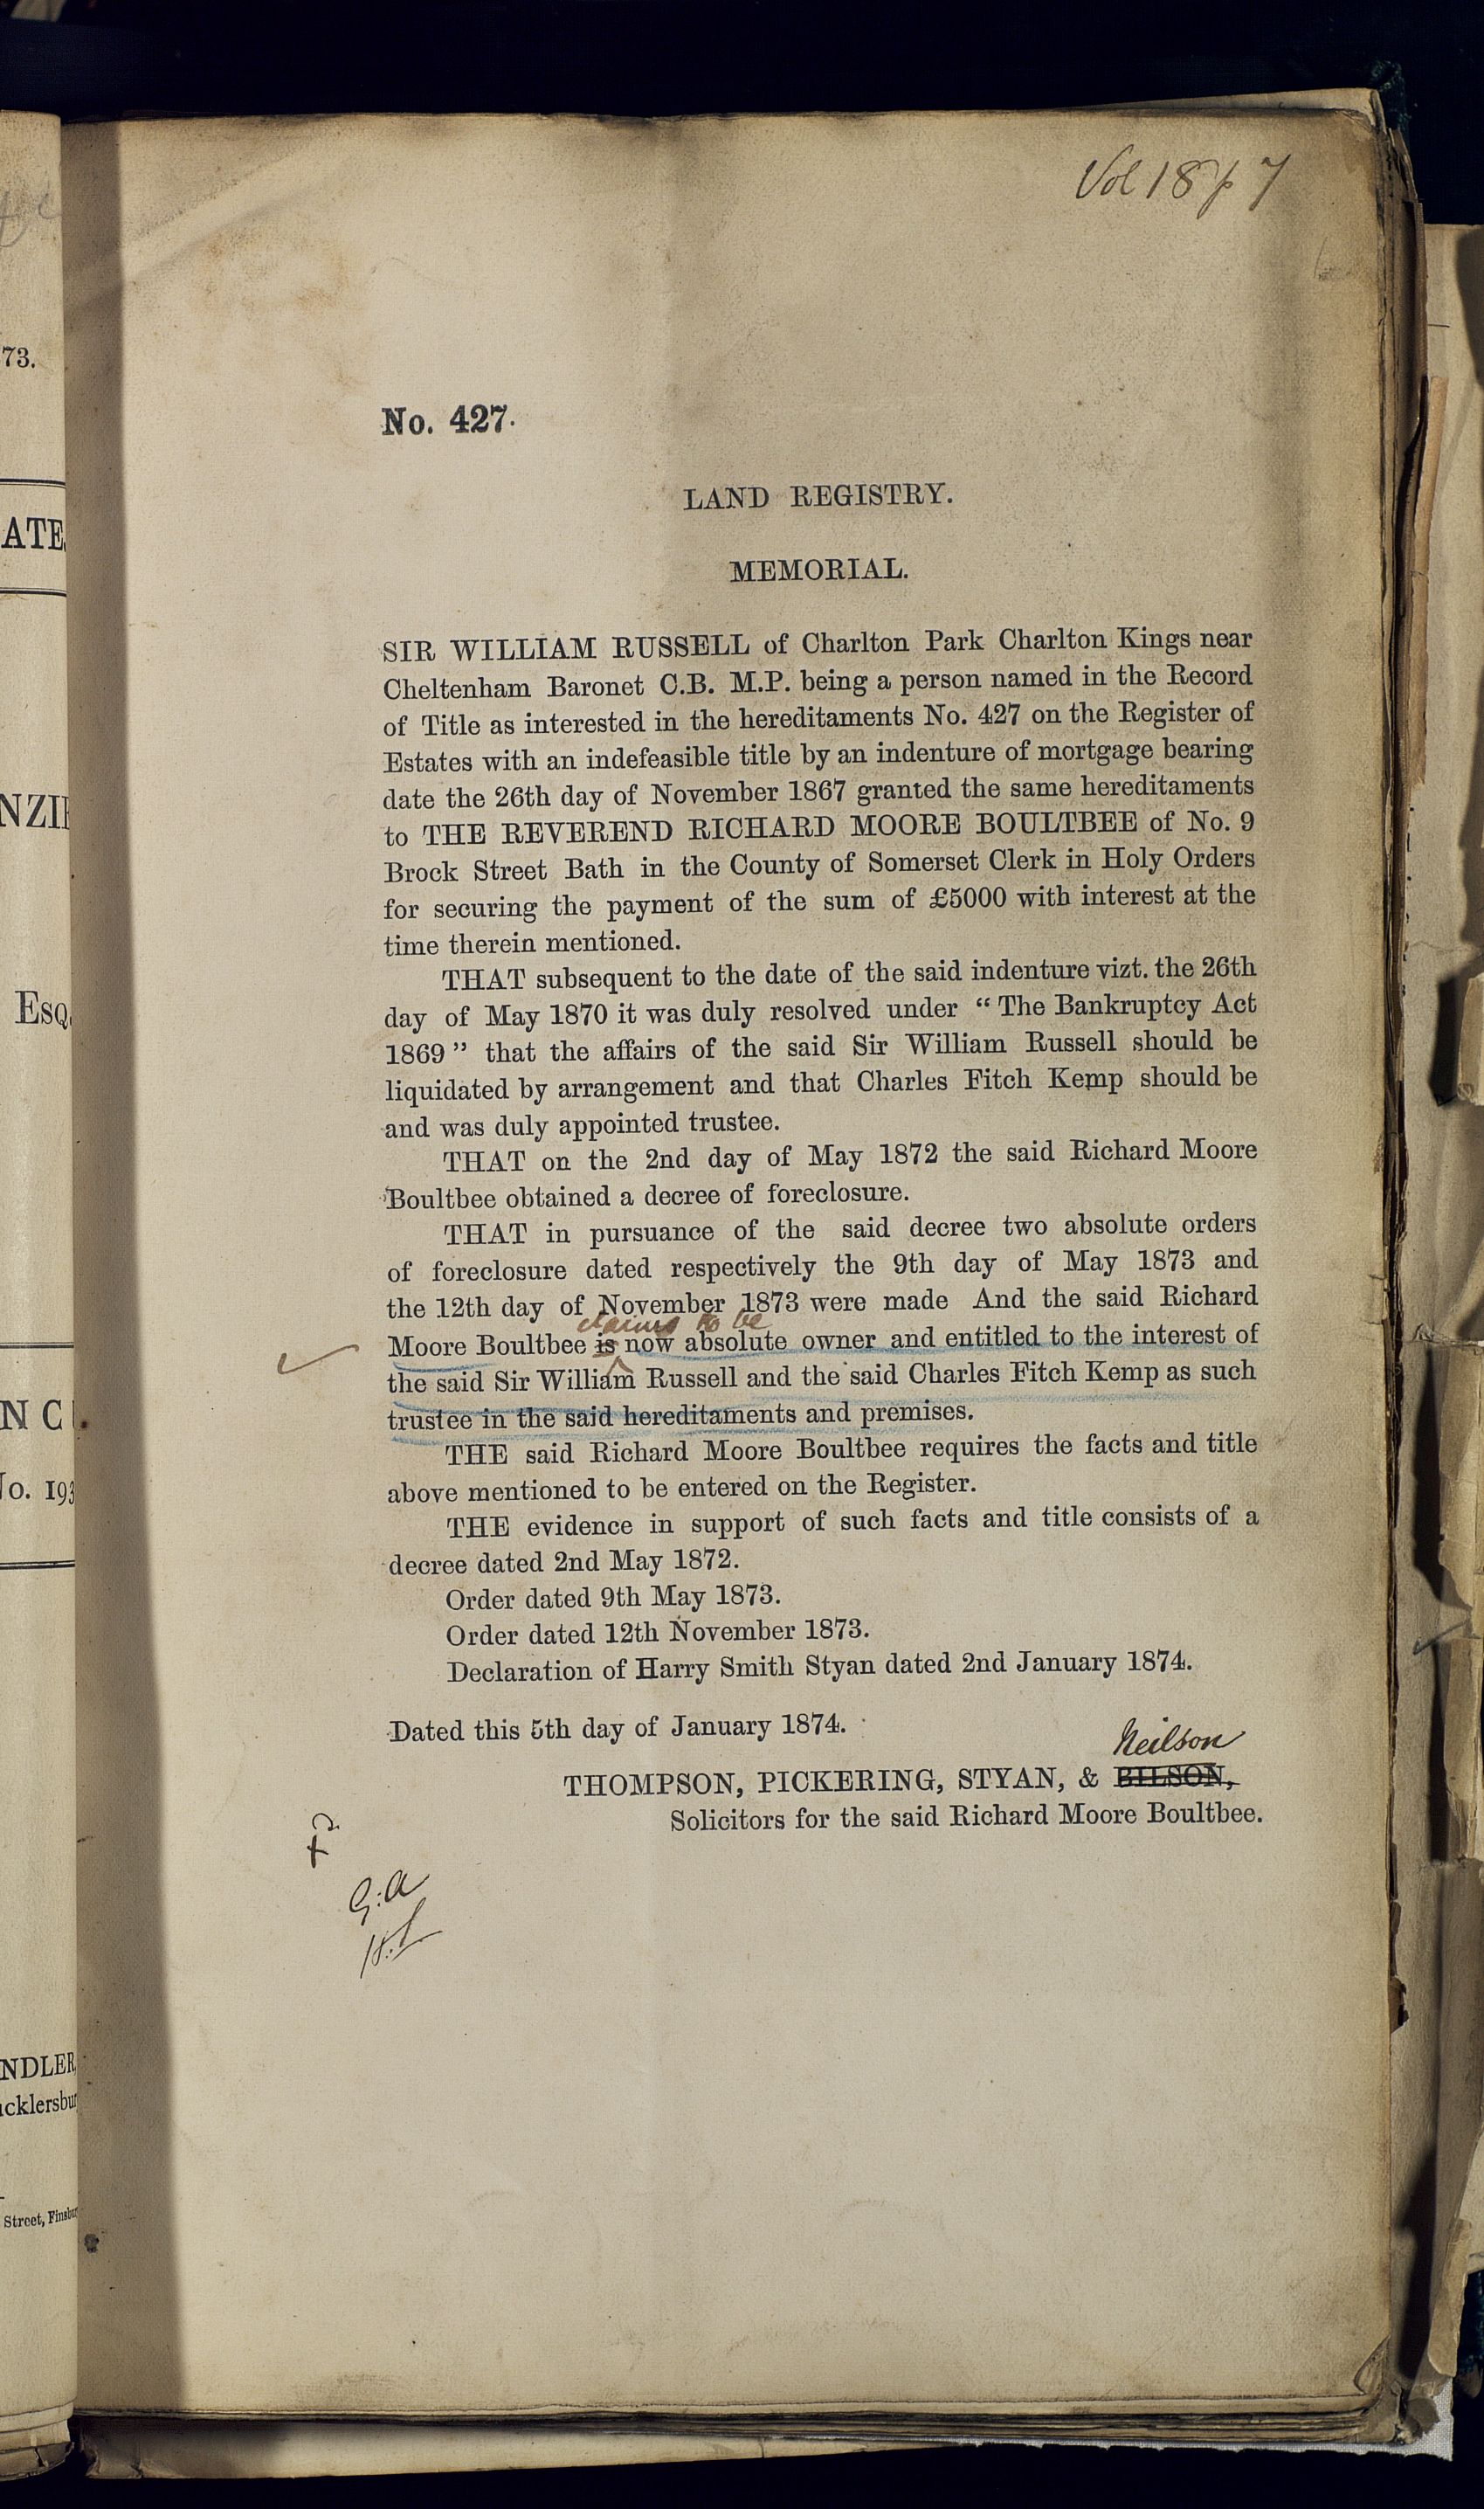 73.
ATE
NZIE
ESQ.
N C
No. 193
NDLER,
Street, Finsbur
Vol 18 p 7
No. 427.
LAND REGISTRY.
MEMORIAL.
SIR WILLIAM RUSSELL of Charlton Park Charlton Kings near
Cheltenham Baronet C.B. M.P. being a person named in the Record
of Title as interested in the hereditaments No. 427 on the Register of
Estates with an indefeasible title by an indenture of mortgage bearing
date the 26th day of November 1867 granted the same hereditaments
to THE REVEREND RICHARD MOORE BOULTBEE of No. 9
Brock Street Bath in the County of Somerset Clerk in Holy Orders
for securing the payment of the sum of £5000 with interest at the
time therein mentioned.
THAT subsequent to the date of the said indenture vizt. the 26th
day of May 1870 it was duly resolved under “ The Bankruptcy Act
1869 ” that the affairs of the said Sir William Russell should be
liquidated by arrangement and that Charles Fitch Kemp should be
and was duly appointed trustee.
THAT on the 2nd day of May 1872 the said Richard Moore
Boultbee obtained a decree of foreclosure.
THAT in pursuance of the said decree two absolute orders
of foreclosure dated respectively the 9th day of May 1873 and
the 12th day of November 1873 were made And the said Richard
claims to be
Moore Boultbee is now absolute owner and entitled to the interest of
the said Sir William Russell and the said Charles Fitch Kemp as such
trustee in the said hereditaments and premises.
THE said Richard Moore Boultbee requires the facts and title
above mentioned to be entered on the Register.
THE evidence in support of such facts and title consists of a
decree dated 2nd May 1872.
Order dated 9th May 1873.
Order dated 12th November 1873.
Declaration of Harry Smith Styan dated 2nd January 1874.
Dated this 5th day of January 1874.
Neilson
THOMPSON, PICKERING, STYAN, & BILSON,
Solicitors for the said Richard Moore Boultbee.
G.A